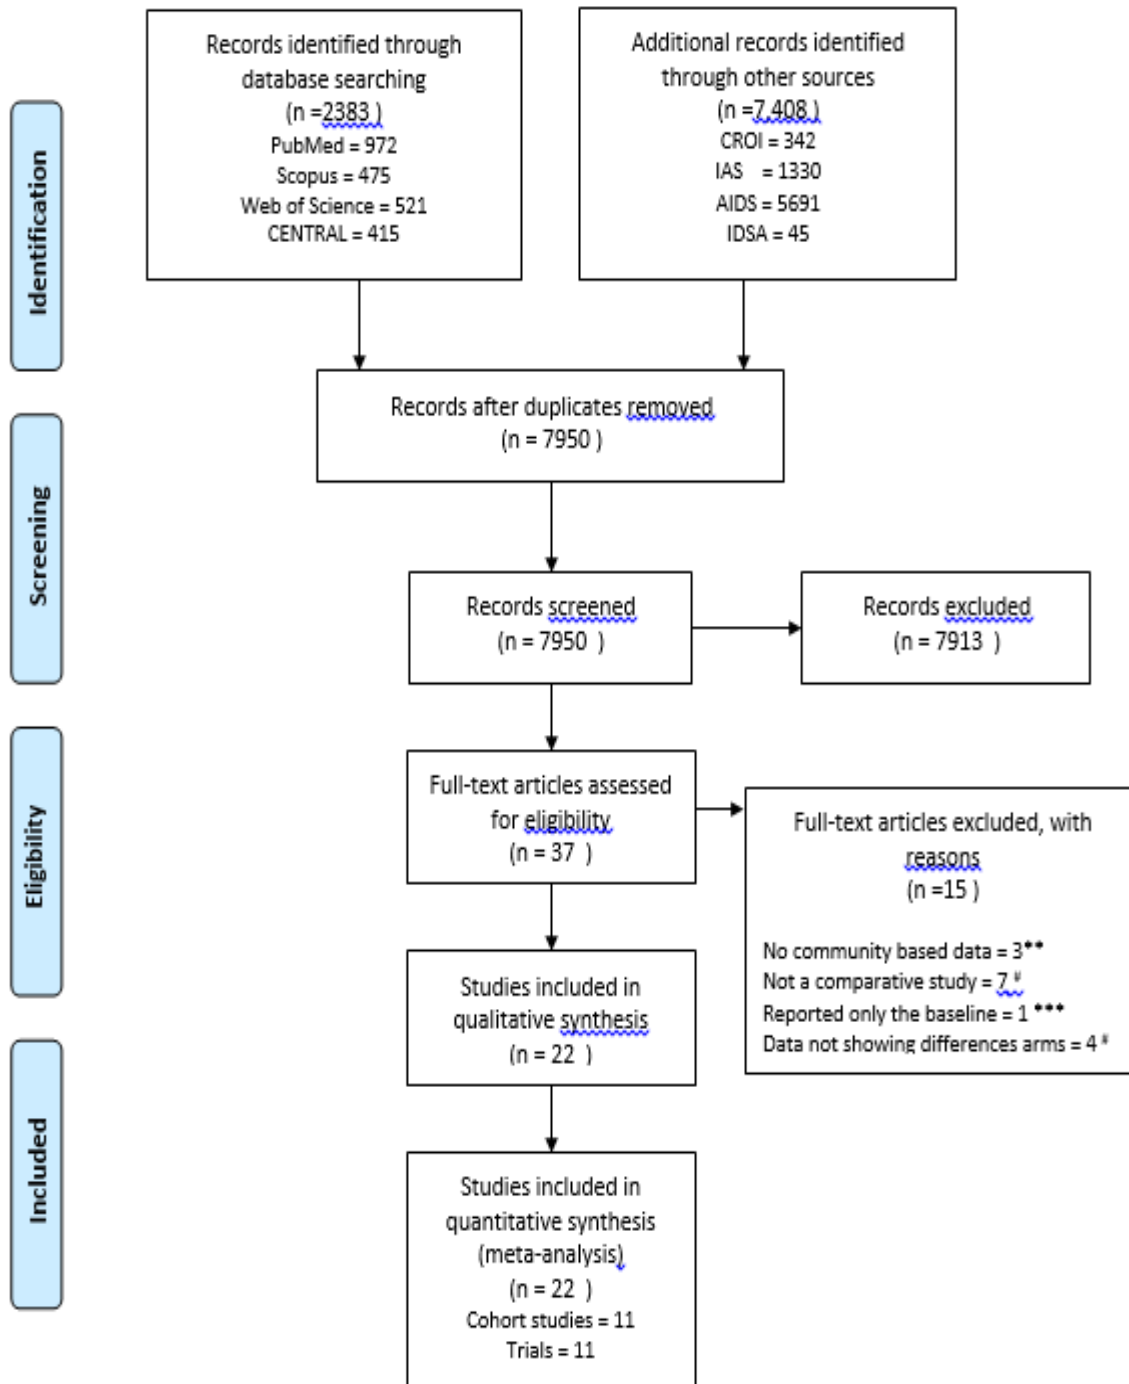 Records identified through
database searching
(n =2383 )
PubMed = 972
Scopus = 475
Web of Science = 521
CENTRAL = 415
Additional records identified
through other sources
(n =7,408 )
CROI = 342
IAS = 1330
AIDS = 5691
IDSA = 45
Identification
Records after duplicates removed
(n = 7950 )
Screening
Records screened
(n = 7950 )
Records excluded
(n = 7913 )
Eligibility
Full-text articles assessed
for eligibility
(n = 37 )
Full-text articles excluded, with
reasons
(n =15 )
No community based data = 3**
Not a comparative study = 7 #
Reported only the baseline = 1 ***
Data not showing differences arms = 4 #
Studies included in
qualitative synthesis
(n = 22 )
Included
Studies included in
quantitative synthesis
(meta-analysis)
(n = 22 )
Cohort studies = 11
Trials = 11